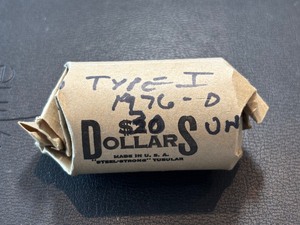 TYPE I
1976-D
$20
DOLLARS UN
MADE IN U.S.A.
"STEEL-STRONG" TUBULAR